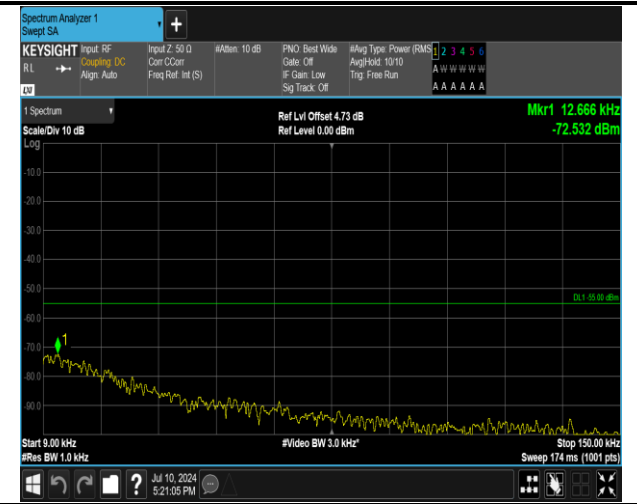 Spectrum Analyzer 1
Swept SA
+
KEYSIGHT
RL
LXI
Input: RF
Coupling: DC
Align: Auto
Input Z: 50 Ω
Corr CCorr
Freq Ref: Int (S)
#Atten: 10 dB
PNO: Best Wide
Gate: Off
IF Gain: Low
Sig Track: Off
#Avg Type: Power (RMS
Avg|Hold: 10/10
Trig: Free Run
1 2 3 4 5 6
A W W W W W
A A A A A A
1 Spectrum
Scale/Div 10 dB
Ref Lvl Offset 4.73 dB
Ref Level 0.00 dBm
Mkr1 12.666 kHz
-72.532 dBm
Log
-10.0
-20.0
-30.0
-40.0
-50.0
DL1 -55.00 dBm
-60.0
-70.0
1
-80.0
-90.0
Start 9.00 kHz
#Res BW 1.0 kHz
#Video BW 3.0 kHz*
Stop 150.00 kHz
Sweep 174 ms (1001 pts)
?
Jul 10, 2024
5:21:05 PM